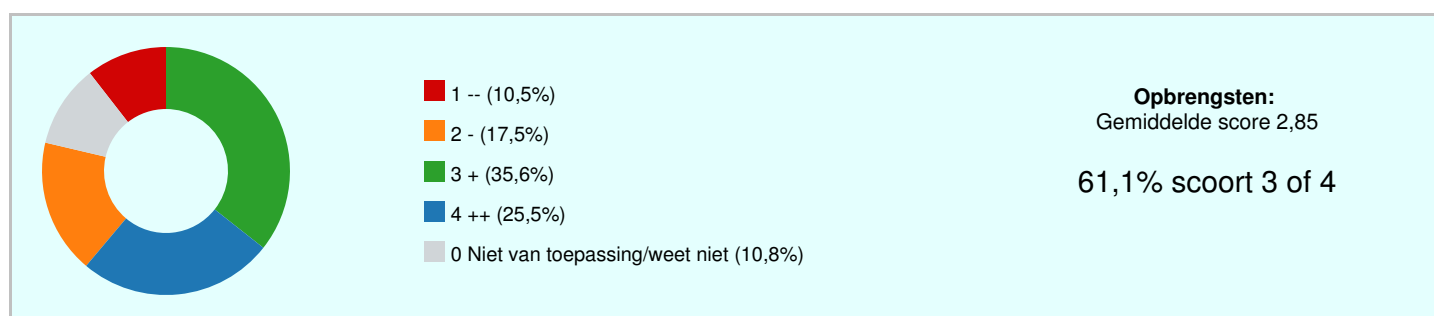 1 -- (10,5%)
2 - (17,5%)
3 + (35,6%)
4 ++ (25,5%)
0 Niet van toepassing/weet niet (10,8%)
Opbrengsten:
Gemiddelde score 2,85
61,1% scoort 3 of 4